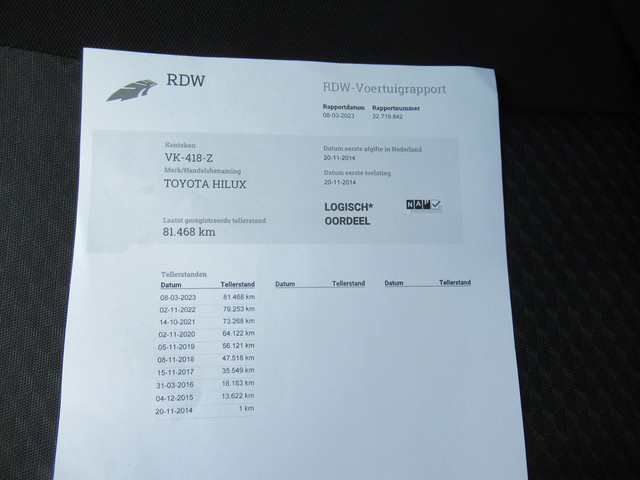 RDW
RDW-Voertuigrapport
Rapportdatum Rapportnummer
08-03-2023 22.719.842
Kenteken
VK-418-Z
Merk/Handelsbenaming
TOYOTA HILUX
Datum eerste afgifte in Nederland
20-11-2014
Datum eerste toelating
20-11-2014
LOGISCH*
OORDEEL
NAP
Laatst geregistreerde tellerstand
81.468 km
Tellerstanden
Datum Tellerstand Datum Tellerstand Datum Tellerstand
08-03-2023 81.468 km
02-11-2022 79.253 km
14-10-2021 73.268 km
02-11-2020 64.122 km
05-11-2019 56.121 km
08-11-2018 47.518 km
15-11-2017 35.549 km
31-03-2016 18.183 km
04-12-2015 13.622 km
20-11-2014 1 km